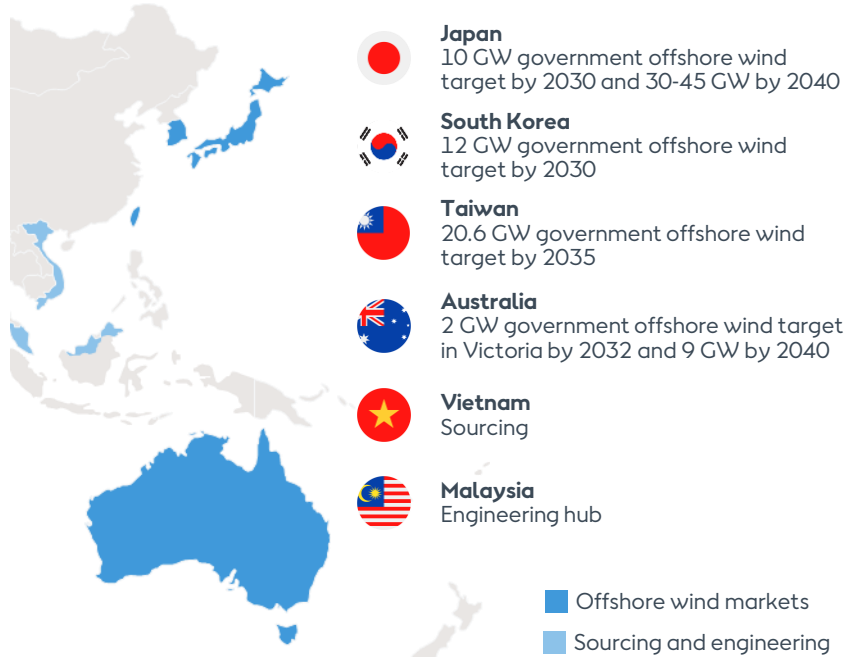 Japan
10 GW government offshore wind
target by 2030 and 30-45 GW by 2040
South Korea
12 GW government offshore wind
target by 2030
Taiwan
20.6 GW government offshore wind
target by 2035
Australia
2 GW government offshore wind target
in Victoria by 2032 and 9 GW by 2040
Vietnam
Sourcing
Malaysia
Engineering hub
Offshore wind markets
Sourcing and engineering